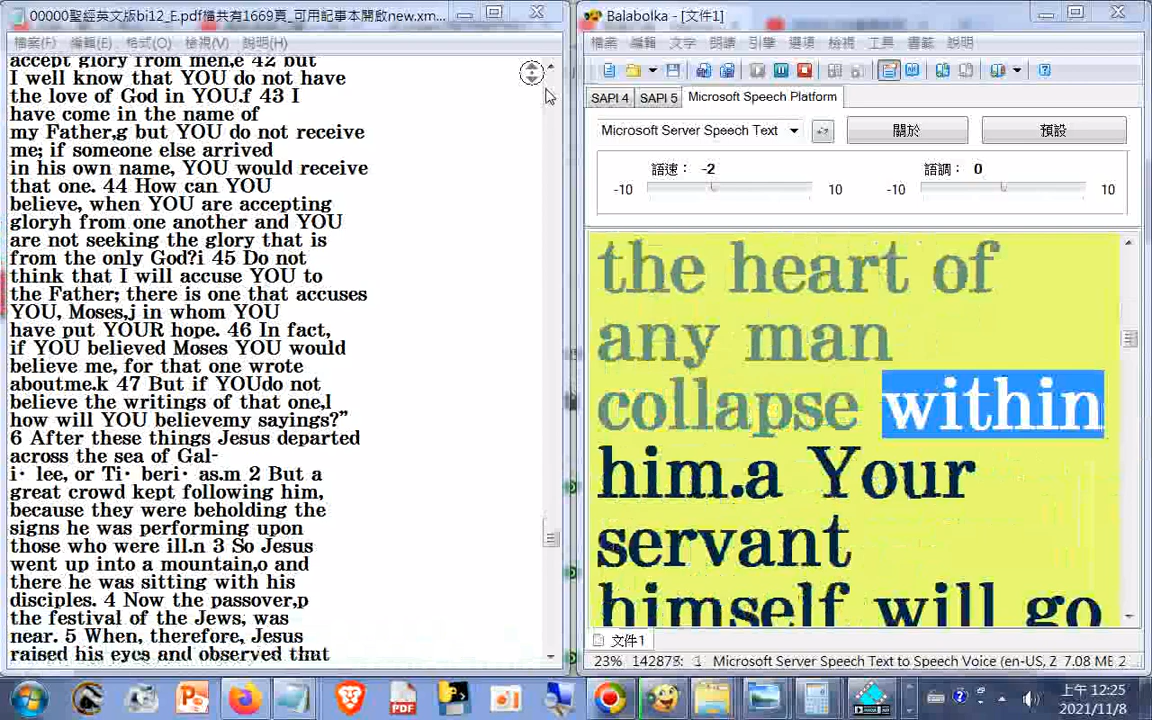 00000聖經英文版bi12_E.pdf檔共有1669頁_可用記事本開啟new.xm...
檔案(F) 編輯(E) 格式(O) 檢視(V) 說明(H)
accept glory from men,e 42 but
I well know that YOU do not have
the love of God in YOU.f 43 I
have come in the name of
my Father,g but YOU do not receive
me; if someone else arrived
in his own name, YOU would receive
that one. 44 How can YOU
believe, when YOU are accepting
gloryh from one another and YOU
are not seeking the glory that is
from the only God?i 45 Do not
think that I will accuse YOU to
the Father; there is one that accuses
YOU, Moses,j in whom YOU
have put YOUR hope. 46 In fact,
if YOU believed Moses YOU would
believe me, for that one wrote
aboutme.k 47 But if YOUdo not
believe the writings of that one,l
how will YOU believemy sayings?”
6 After these things Jesus departed
across the sea of Gal-
i· lee, or Ti· beri· as.m 2 But a
great crowd kept following him,
because they were beholding the
signs he was performing upon
those who were ill.n 3 So Jesus
went up into a mountain,o and
there he was sitting with his
disciples. 4 Now the passover,p
the festival of the Jews, was
near. 5 When, therefore, Jesus
raised his eyes and observed that
Balabolka - [文件1]
檔案 編輯 文字 朗讀 引擎 選項 檢視 工具 書籤 說明
SAPI 4 SAPI 5 Microsoft Speech Platform
Microsoft Server Speech Text 關於 預設
語速： -2 語調： 0
-10 10 -10 10
the heart of
any man
collapse within
him.a Your
servant
himself will go
文件1
23% 142878: 1 Microsoft Server Speech Text to Speech Voice (en-US, Z 7.08 ME 2
PDF
上午 12:25
2021/11/8